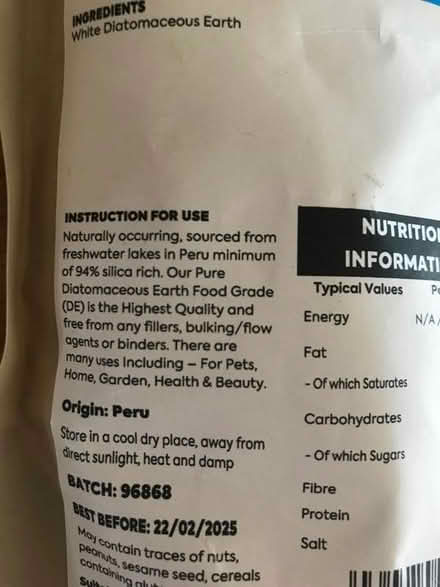 INGREDIENTS
White Diatomaceous Earth
INSTRUCTION FOR USE
Naturally occurring, sourced from
freshwater lakes in Peru minimum
of 94% silica rich. Our Pure
Diatomaceous Earth Food Grade
(DE) is the Highest Quality and
free from any fillers, bulking/flow
agents or binders. There are
many uses Including – For Pets,
Home, Garden, Health & Beauty.
Origin: Peru
Store in a cool dry place, away from
direct sunlight, heat and damp
BATCH: 96868
BEST BEFORE: 22/02/2025
May contain traces of nuts,
peanuts, sesame seed, cereals
containing
NUTRITIO
INFORMATI
Typical Values
Energy N/A
Fat
- Of which Saturates
Carbohydrates
- Of which Sugars
Fibre
Protein
Salt